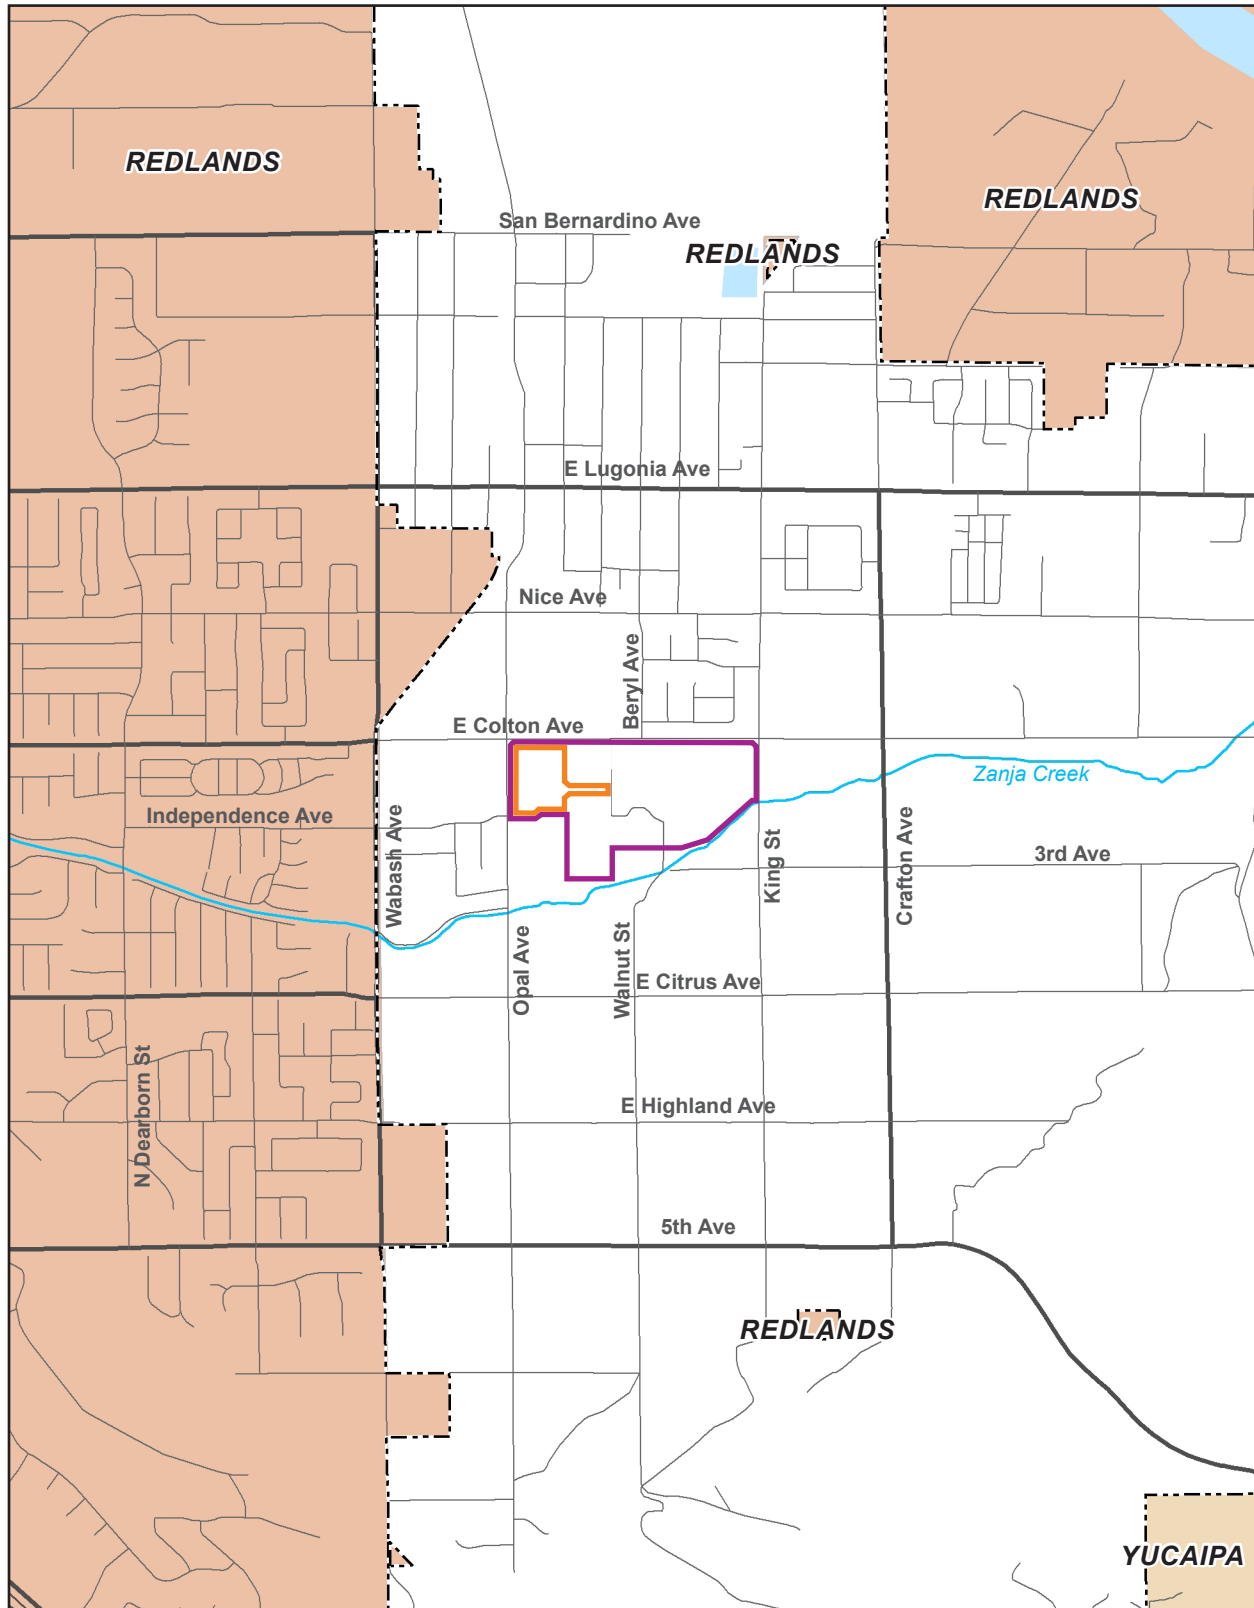 REDLANDS
REDLANDS
San Bernardino Ave
REDLANDS
E Lugonia Ave
Nice Ave
Beryl Ave
E Colton Ave
Zanja Creek
Independence Ave
Wabash Ave
King St
3rd Ave
Crafton Ave
Opal Ave
Walnut St
E Citrus Ave
N Dearborn St
E Highland Ave
5th Ave
REDLANDS
YUCAIPA